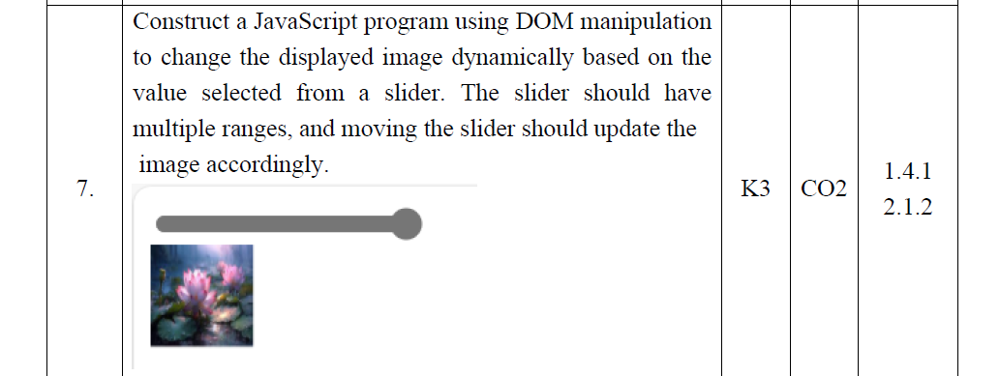 Construct a JavaScript program using DOM manipulation
to change the displayed image dynamically based on the
value selected from a slider. The slider should have
multiple ranges, and moving the slider should update the
image accordingly.
7.
K3
CO2
1.4.1
2.1.2